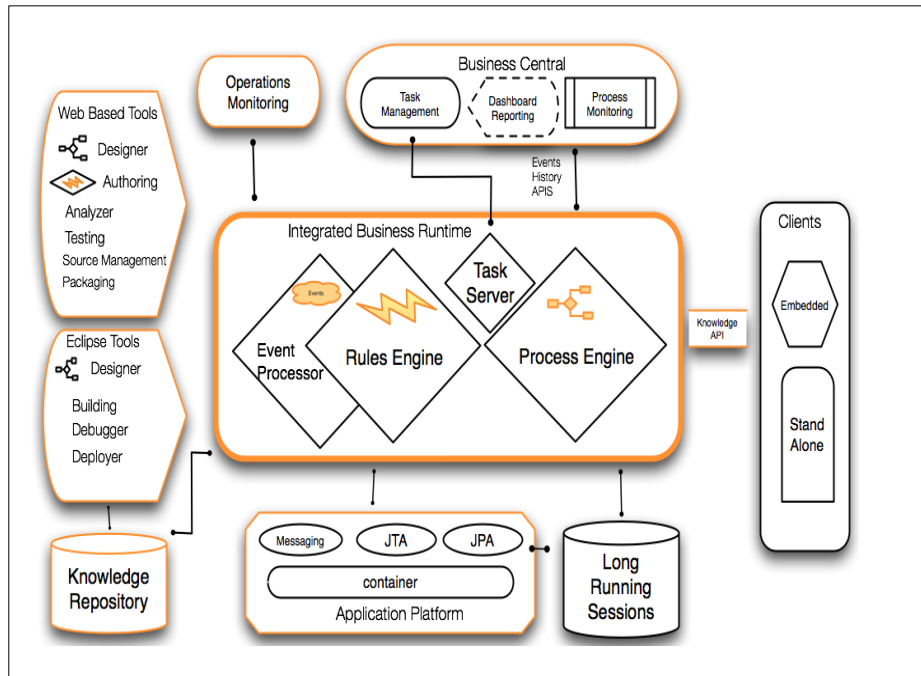 Operations
Monitoring
Business Central
Task
Management
Dashboard
Reporting
Process
Monitoring
Web Based Tools
Designer
Authoring
Analyzer
Testing
Source Management
Packaging
Events
History
APIS
Integrated Business Runtime
Events
Event
Processor
Rules Engine
Task
Server
Process Engine
Knowledge
API
Clients
Embedded
Stand
Alone
Eclipse Tools
Designer
Building
Debugger
Deployer
Knowledge
Repository
Messaging
JTA
JPA
container
Application Platform
Long
Running
Sessions